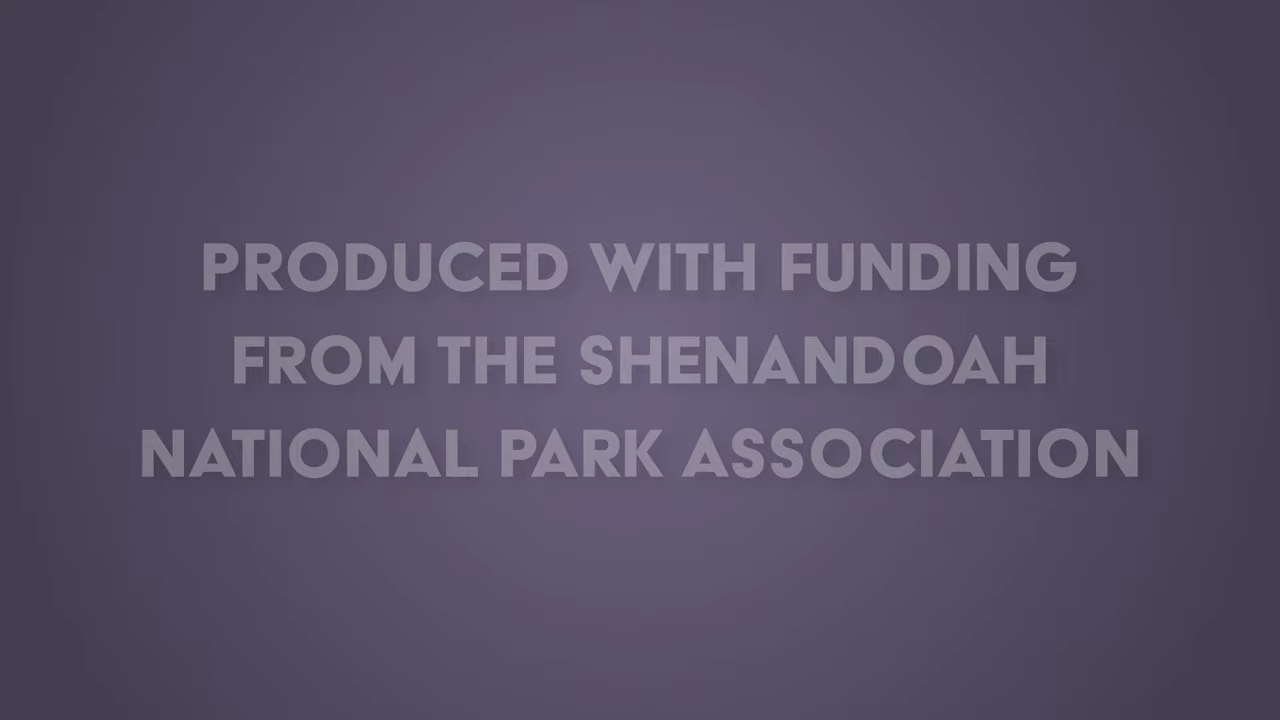 PRODUCED WITH FUNDING
FROM THE SHENANDOAH
NATIONAL PARK ASSOCIATION